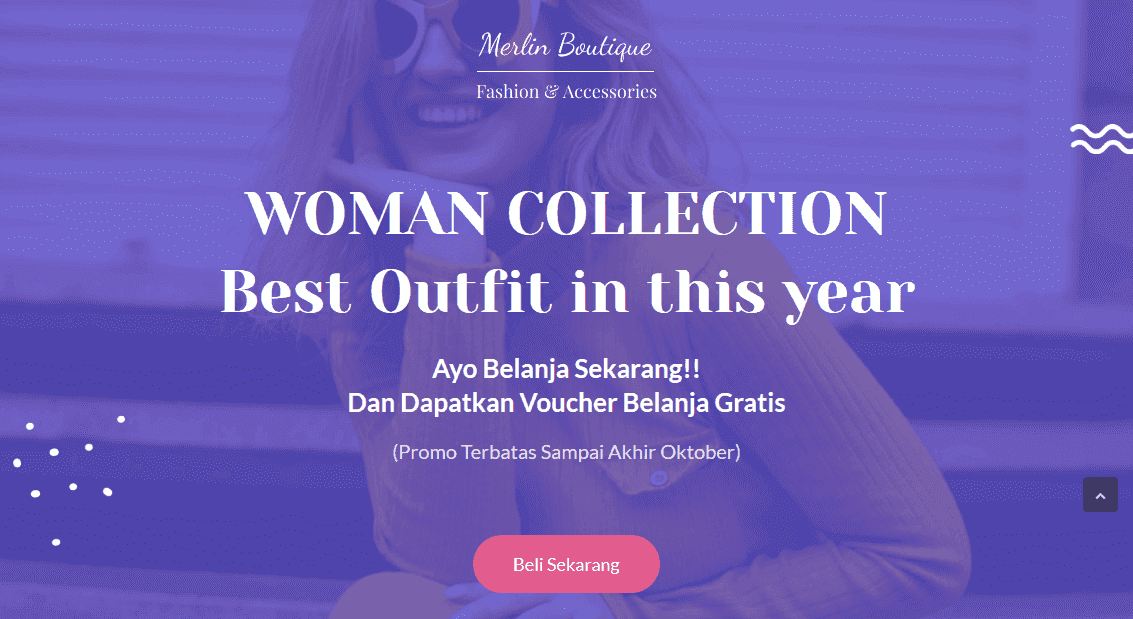 Merlin Boutique
Fashion & Accessories
WOMAN COLLECTION
Best Outfit in this year
Ayo Belanja Sekarang!!
Dan Dapatkan Voucher Belanja Gratis
(Promo Terbatas Sampai Akhir Oktober)
Beli Sekarang